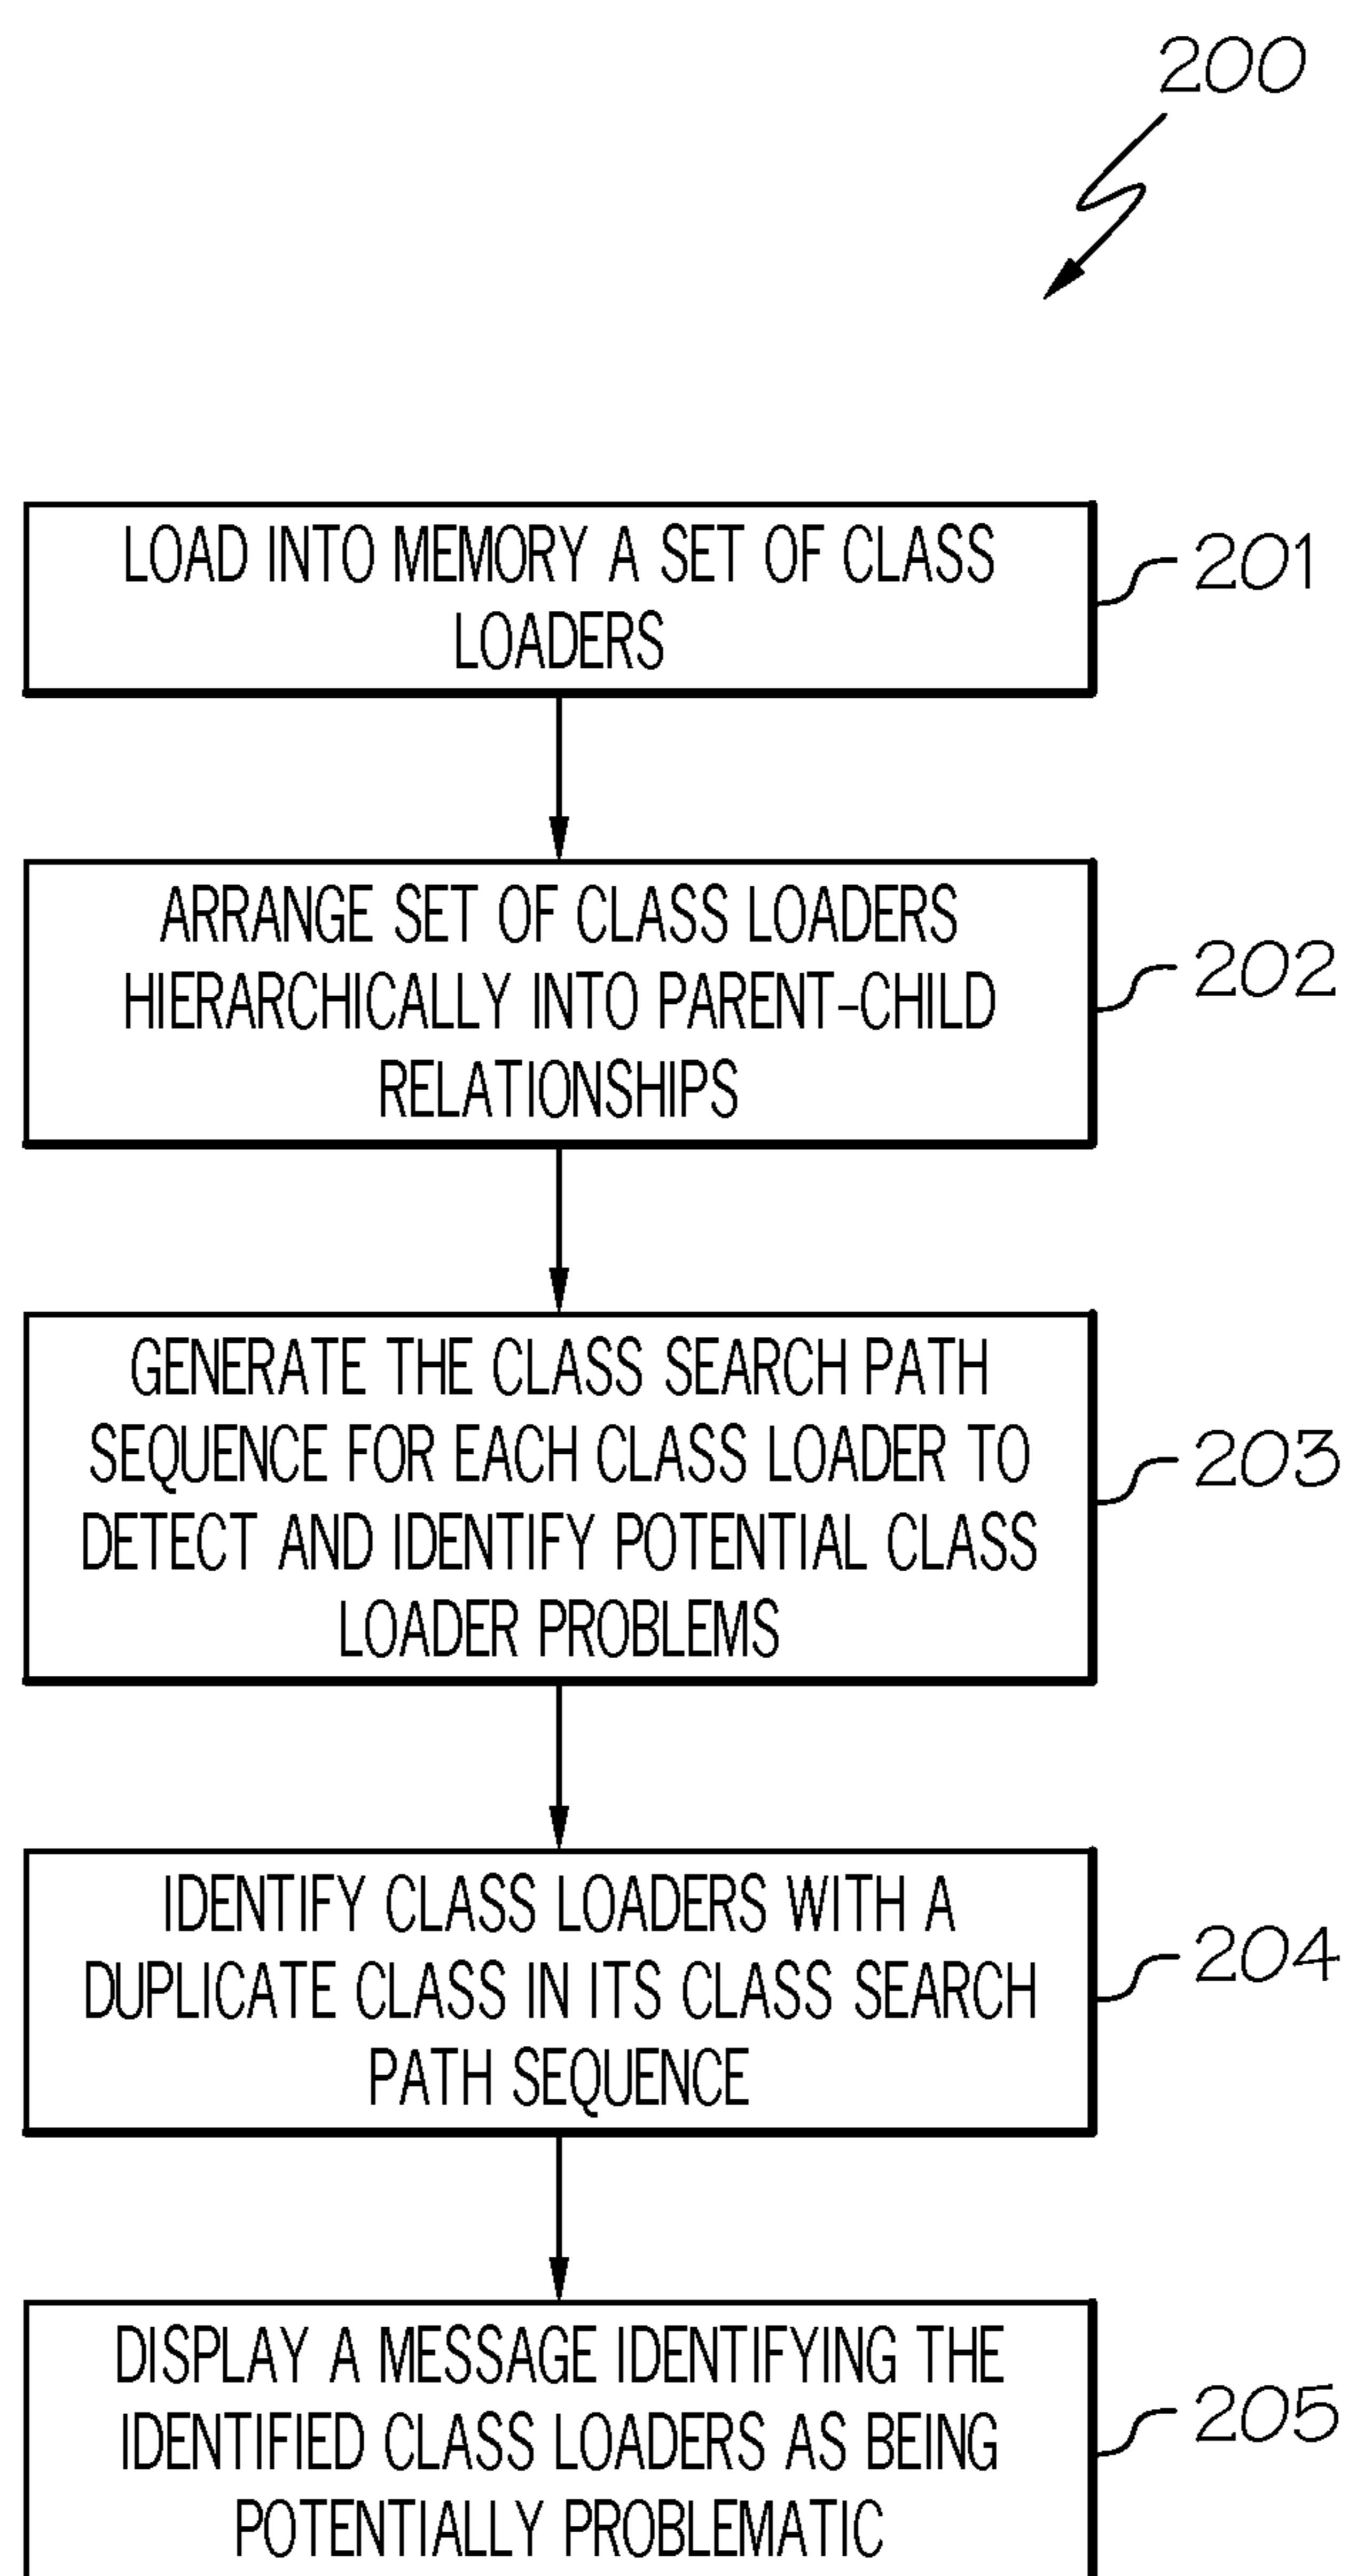 200
LOAD INTO MEMORY A SET OF CLASS
LOADERS
201
ARRANGE SET OF CLASS LOADERS
HIERARCHICALLY INTO PARENT-CHILD
RELATIONSHIPS
202
GENERATE THE CLASS SEARCH PATH
SEQUENCE FOR EACH CLASS LOADER TO
DETECT AND IDENTIFY POTENTIAL CLASS
LOADER PROBLEMS
203
IDENTIFY CLASS LOADERS WITH A
DUPLICATE CLASS IN ITS CLASS SEARCH
PATH SEQUENCE
204
DISPLAY A MESSAGE IDENTIFYING THE
IDENTIFIED CLASS LOADERS AS BEING
POTENTIALLY PROBLEMATIC
205